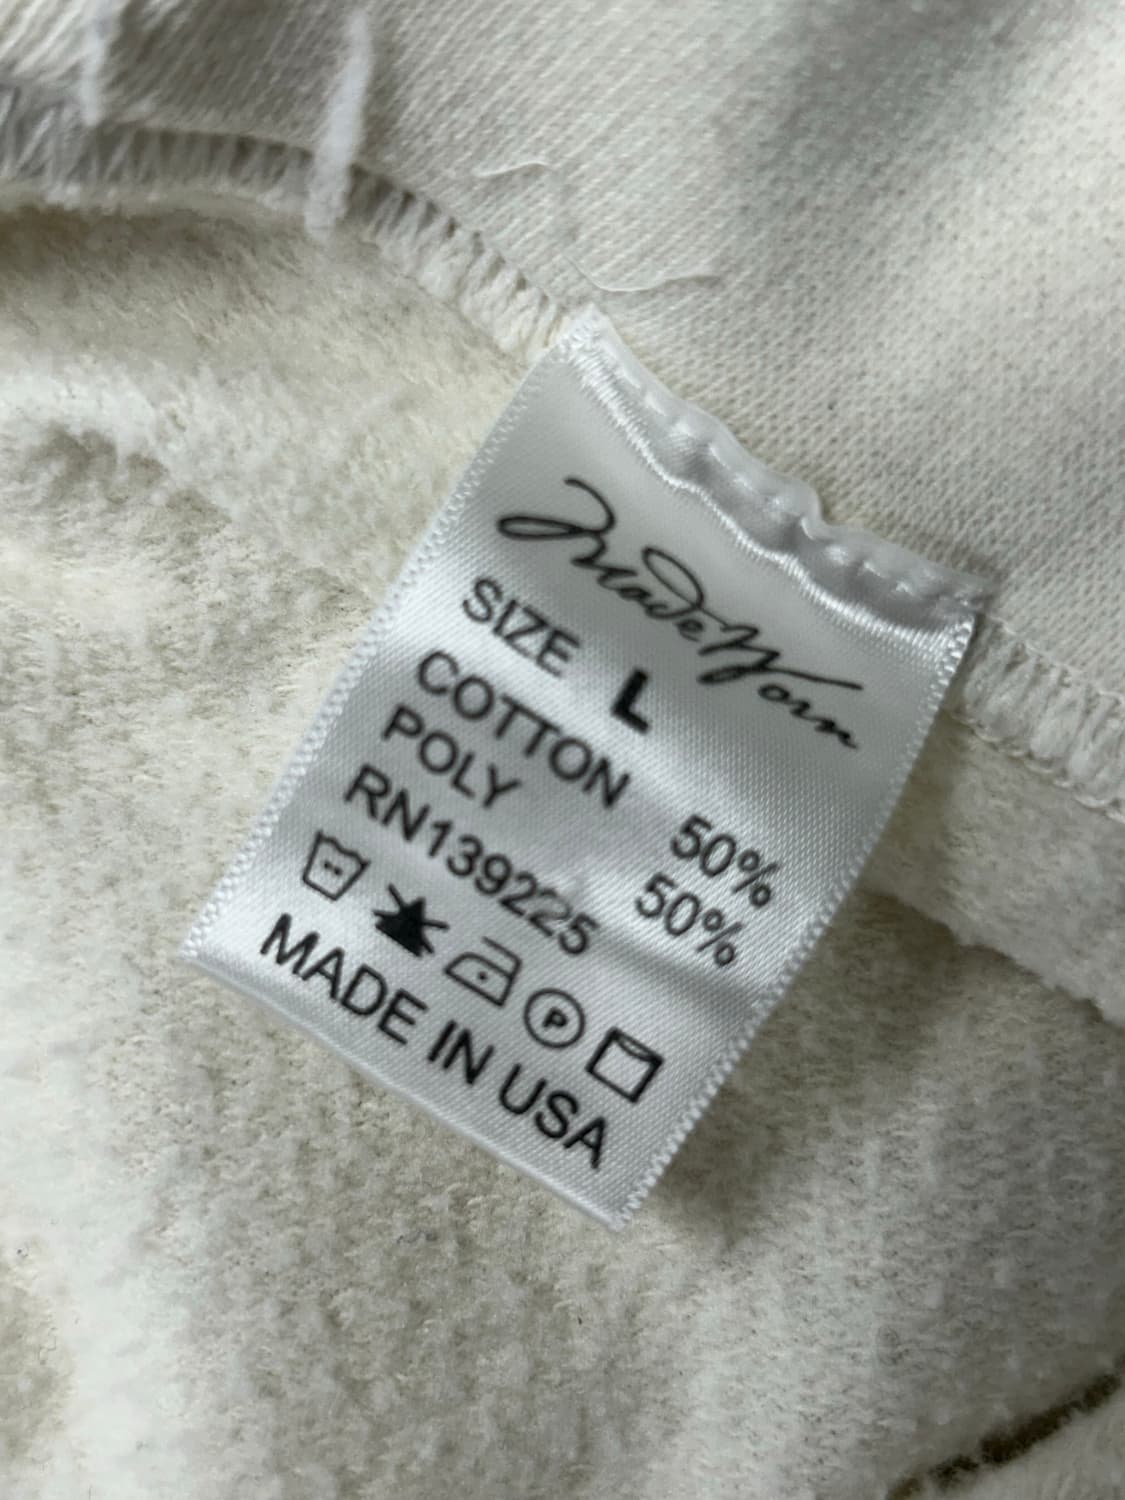 MadeWorn
SIZE L
COTTON 50%
POLY 50%
RN139225
P
MADE IN USA